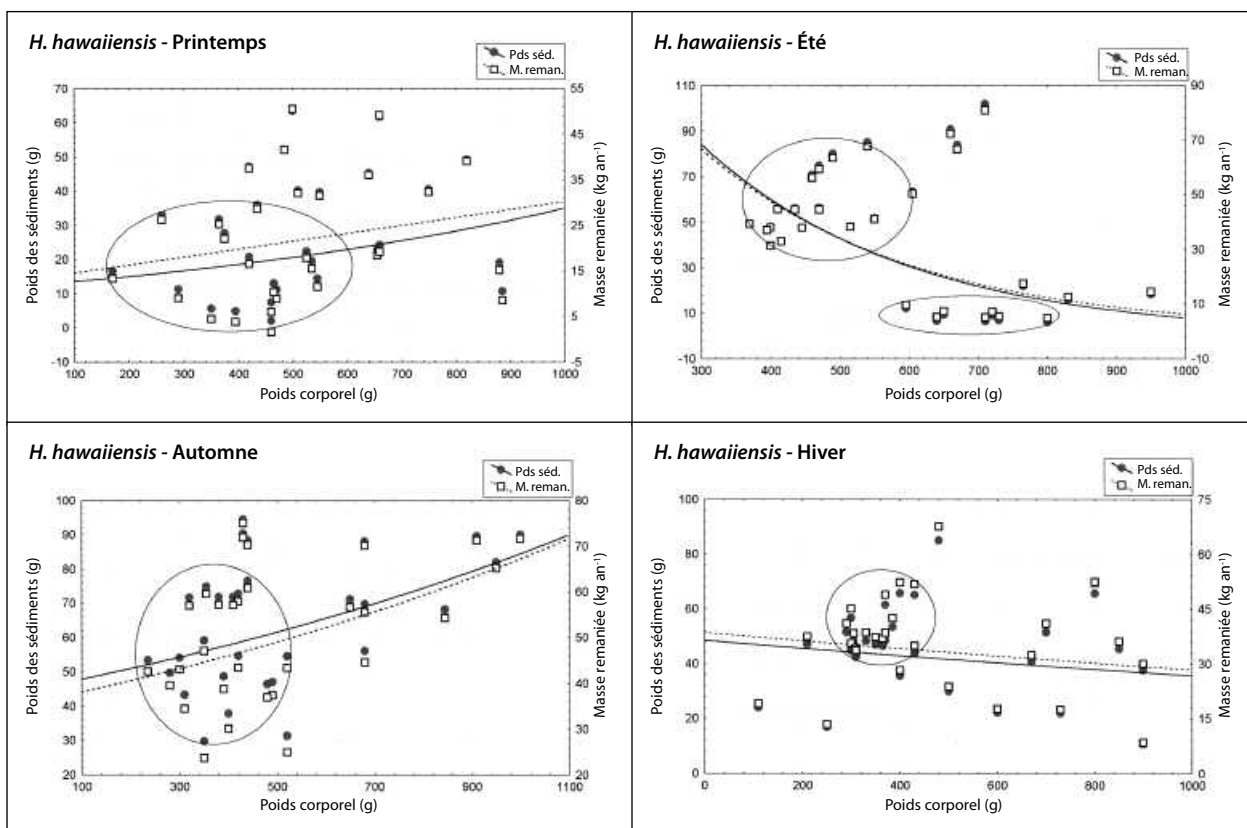 H. hawaiiensis - Printemps
Pds séd.
M. reman.
Poids des sédiments (g)
70
60
50
40
30
20
10
0
-10
55
45
35
25
15
5
-5
Masse remaniée (kg an-1)
100 200 300 400 500 600 700 800 900 1000
Poids corporel (g)
H. hawaiiensis - Été
Pds séd.
M. reman.
Poids des sédiments (g)
110
90
70
50
30
10
-10
90
70
50
30
10
-10
Masse remaniée (kg an-1)
300 400 500 600 700 800 900 1000
Poids corporel (g)
H. hawaiiensis - Automne
Pds séd.
M. reman.
Poids des sédiments (g)
100
90
80
70
60
50
40
30
20
80
70
60
50
40
30
20
Masse remaniée (kg an-1)
100 300 500 700 900 1100
Poids corporel (g)
H. hawaiiensis - Hiver
Pds séd.
M. reman.
Poids des sédiments (g)
100
80
60
40
20
0
75
60
45
30
15
0
Masse remaniée (kg an-1)
0 200 400 600 800 1000
Poids corporel (g)